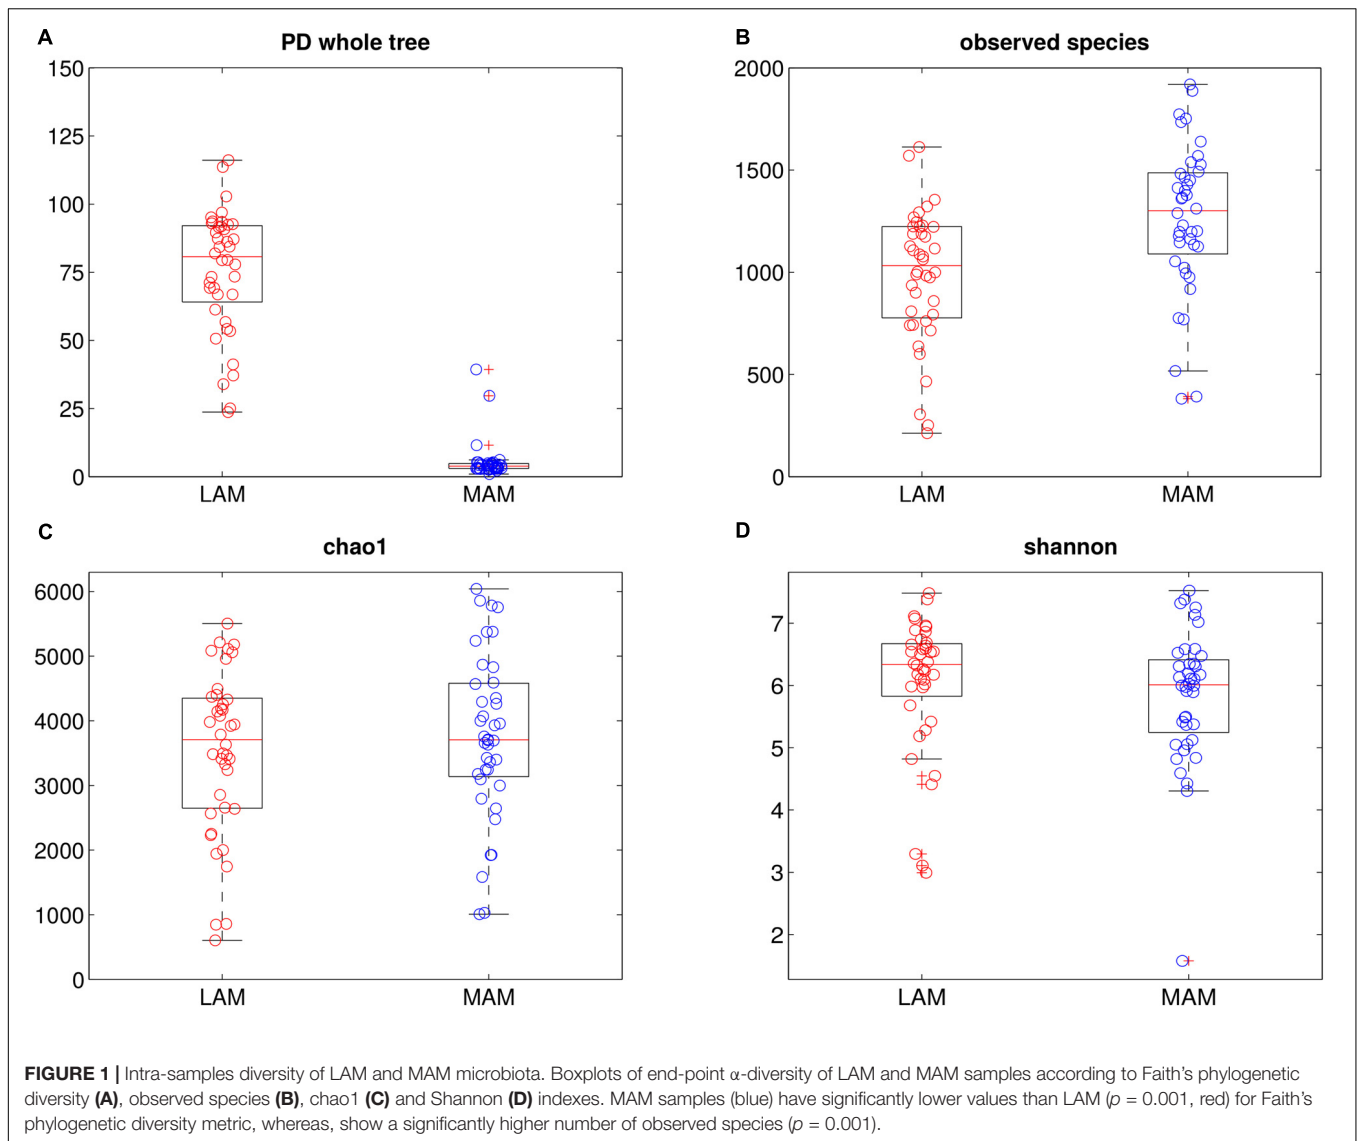 A
PD whole tree
150
125
100
75
50
25
0
LAM
MAM
B
observed species
2000
1500
1000
500
0
LAM
MAM
C
chao1
6000
5000
4000
3000
2000
1000
0
LAM
MAM
D
shannon
7
6
5
4
3
2
LAM
MAM
FIGURE 1 | Intra-samples diversity of LAM and MAM microbiota. Boxplots of end-point α-diversity of LAM and MAM samples according to Faith's phylogenetic
diversity (A), observed species (B), chao1 (C) and Shannon (D) indexes. MAM samples (blue) have significantly lower values than LAM (p = 0.001, red) for Faith's
phylogenetic diversity metric, whereas, show a significantly higher number of observed species (p = 0.001).